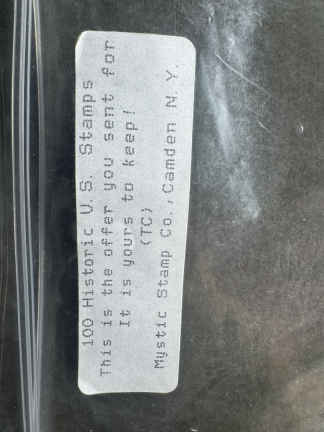 100 Historic U.S. Stamps
This is the offer you sent for
It is yours to keep!
(TC)
Mystic Stamp Co., Camden N.Y.